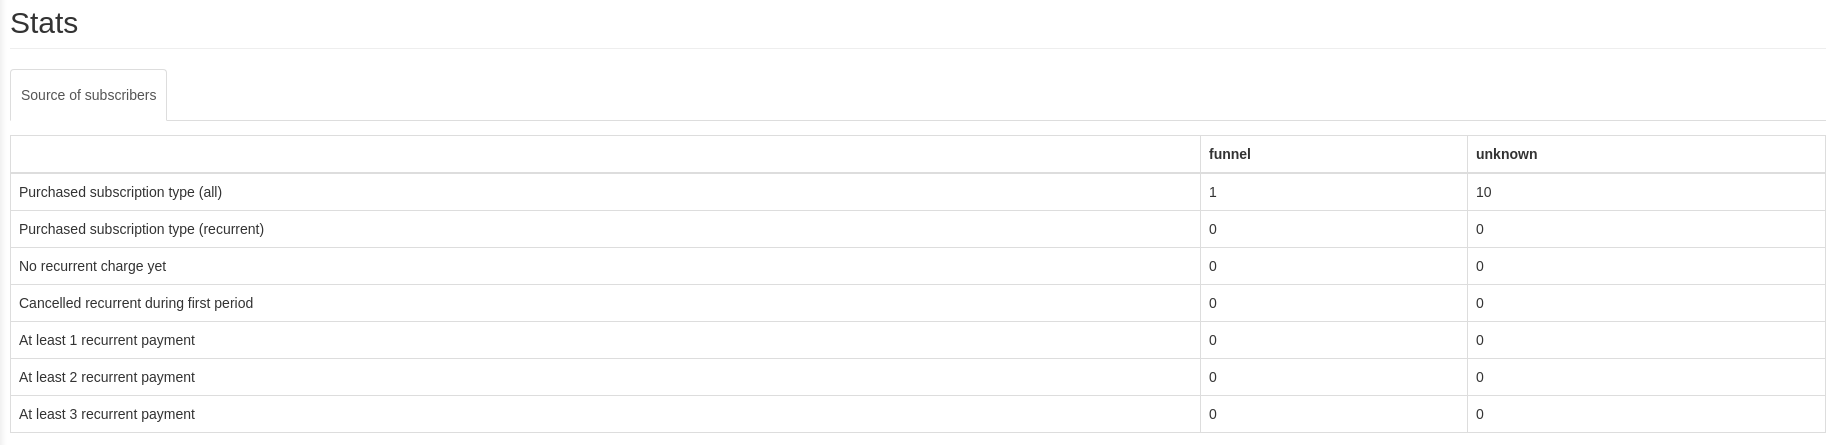 Stats
Source of subscribers
funnel unknown
Purchased subscription type (all) 1 10
Purchased subscription type (recurrent) 0 0
No recurrent charge yet 0 0
Cancelled recurrent during first period 0 0
At least 1 recurrent payment 0 0
At least 2 recurrent payment 0 0
At least 3 recurrent payment 0 0